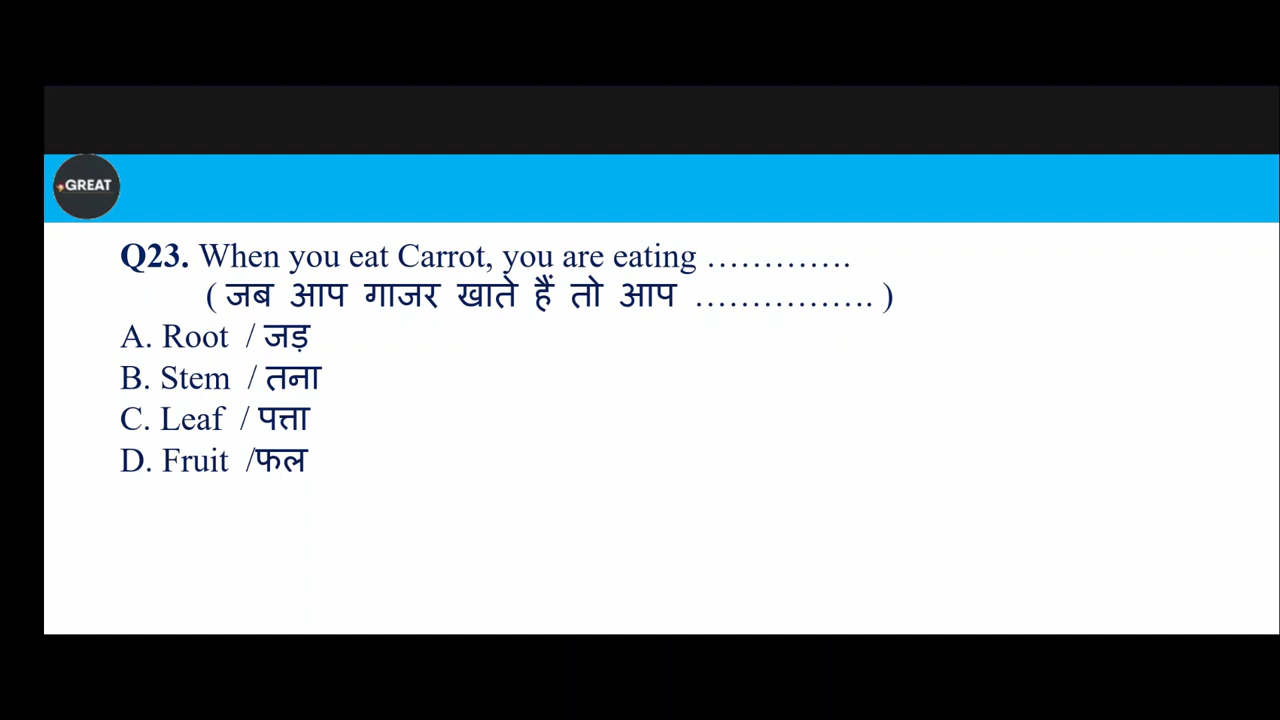 GREAT
Q23. When you eat Carrot, you are eating ………….
( जब आप गाजर खाते हैं तो आप ……………. )
A. Root / जड़
B. Stem / तना
C. Leaf / पत्ता
D. Fruit /फल